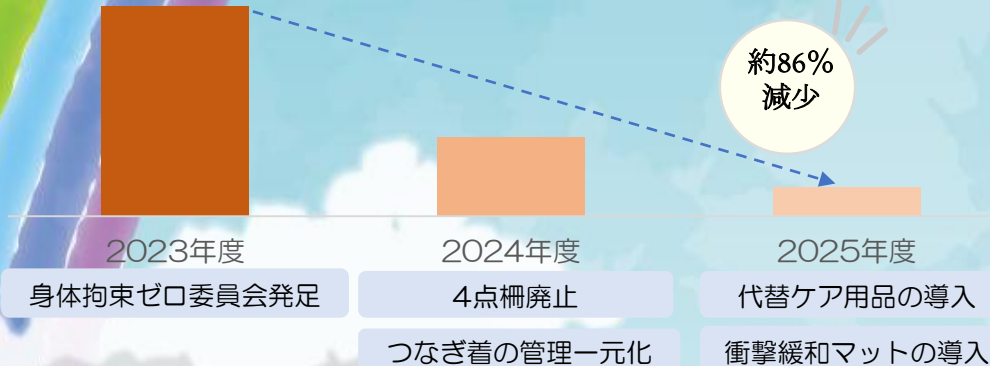 約86%
減少
2023年度
2024年度
2025年度
身体拘束ゼロ委員会発足
4点柵廃止
代替ケア用品の導入
つなぎ着の管理一元化
衝撃緩和マットの導入